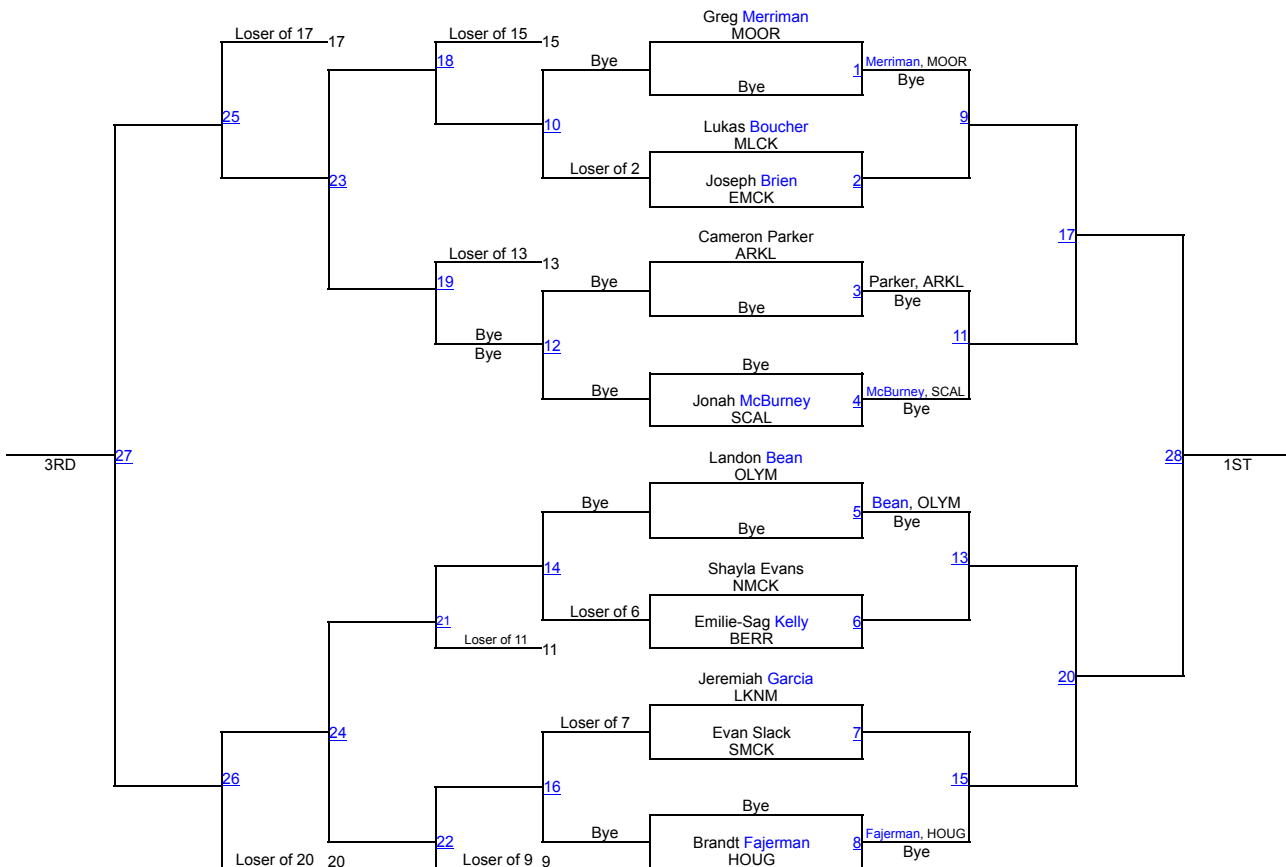 Greg Merriman
Loser of 17
17
Loser of 15
15
MOOR
18
Bye
1
Merriman, MOOR
Bye
Bye
25
10
Lukas Boucher
9
MLCK
Loser of 2
23
Joseph Brien
2
EMCK
Cameron Parker
17
Loser of 13
13
ARKL
19
Bye
3
Parker, ARKL
Bye
Bye
Bye
Bye
12
11
Bye
Bye
Jonah McBurney
4
McBurney, SCAL
SCAL
Bye
3RD
27
Landon Bean
28
1ST
OLYM
Bye
5
Bean, OLYM
Bye
Bye
14
13
Shayla Evans
NMCK
21
Loser of 6
Emilie-Sag Kelly
6
BERR
Loser of 11
11
Jeremiah Garcia
20
LKNM
Loser of 7
24
Evan Slack
7
SMCK
26
16
15
Bye
22
Bye
Brandt Fajerman
8
Fajerman, HOUG
Bye
Loser of 20
20
Loser of 9
9
HOUG